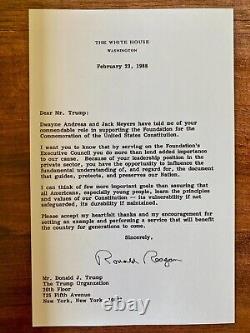 THE WHITE HOUSE
WASHINGTON
February 23, 1988
Dear Mr. Trump:
Dwayne Andreas and Jack Meyers have told me of your
commendable role in supporting the Foundation for the
Commemoration of the United States Constitution.
I want you to know that by serving on the Foundation's
Executive Council you do more than lend added importance
to our cause. Because of your leadership position in the
private sector, you have the opportunity to influence the
fundamental understanding of, and regard for, the document
that guides, protects, and preserves our Nation.
I can think of few more important goals than assuring that
all Americans, especially young people, learn the principles
and values of our Constitution -- its vulnerability if not
safeguarded, its durability if maintained.
Please accept my heartfelt thanks and my encouragement for
setting an example and performing a service that will benefit
the country for generations to come.
Sincerely,
Ronald Reagan
Mr. Donald J. Trump
The Trump Organization
26th Floor
725 Fifth Avenue
New York, New York
thumbimg.com